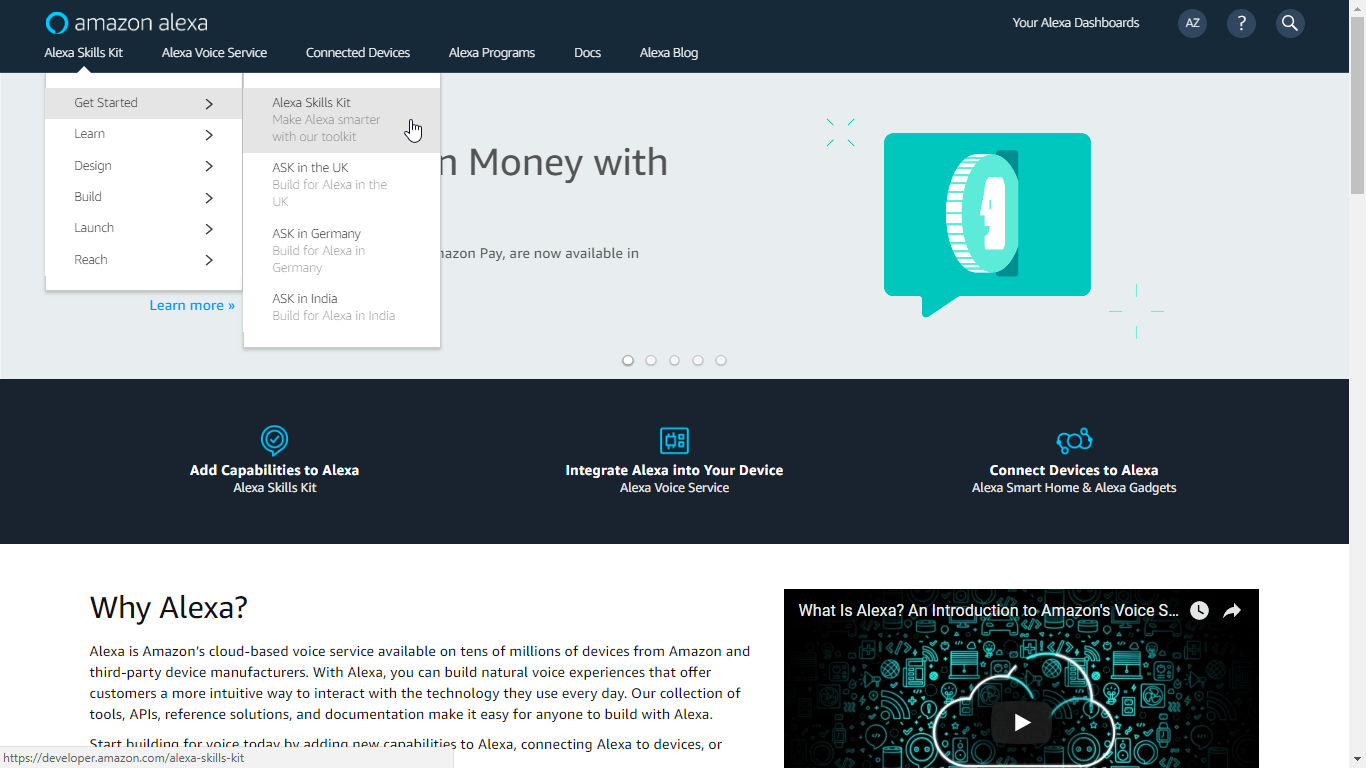 amazon alexa
Your Alexa Dashboards
AZ
?
Alexa Skills Kit
Alexa Voice Service
Connected Devices
Alexa Programs
Docs
Alexa Blog
Get Started
Learn
Design
Build
Launch
Reach
Alexa Skills Kit
Make Alexa smarter
with our toolkit
ASK in the UK
Build for Alexa in the
UK
ASK in Germany
Build for Alexa in
Germany
ASK in India
Build for Alexa in India
n Money with
mazon Pay, are now available in
Learn more »
Add Capabilities to Alexa
Alexa Skills Kit
Integrate Alexa into Your Device
Alexa Voice Service
Connect Devices to Alexa
Alexa Smart Home & Alexa Gadgets
Why Alexa?
Alexa is Amazon's cloud-based voice service available on tens of millions of devices from Amazon and
third-party device manufacturers. With Alexa, you can build natural voice experiences that offer
customers a more intuitive way to interact with the technology they use every day. Our collection of
tools, APIs, reference solutions, and documentation make it easy for anyone to build with Alexa.
Start building for voice today by adding new capabilities to Alexa, connecting Alexa to devices, or
What Is Alexa? An Introduction to Amazon's Voice S...
https://developer.amazon.com/alexa-skills-kit